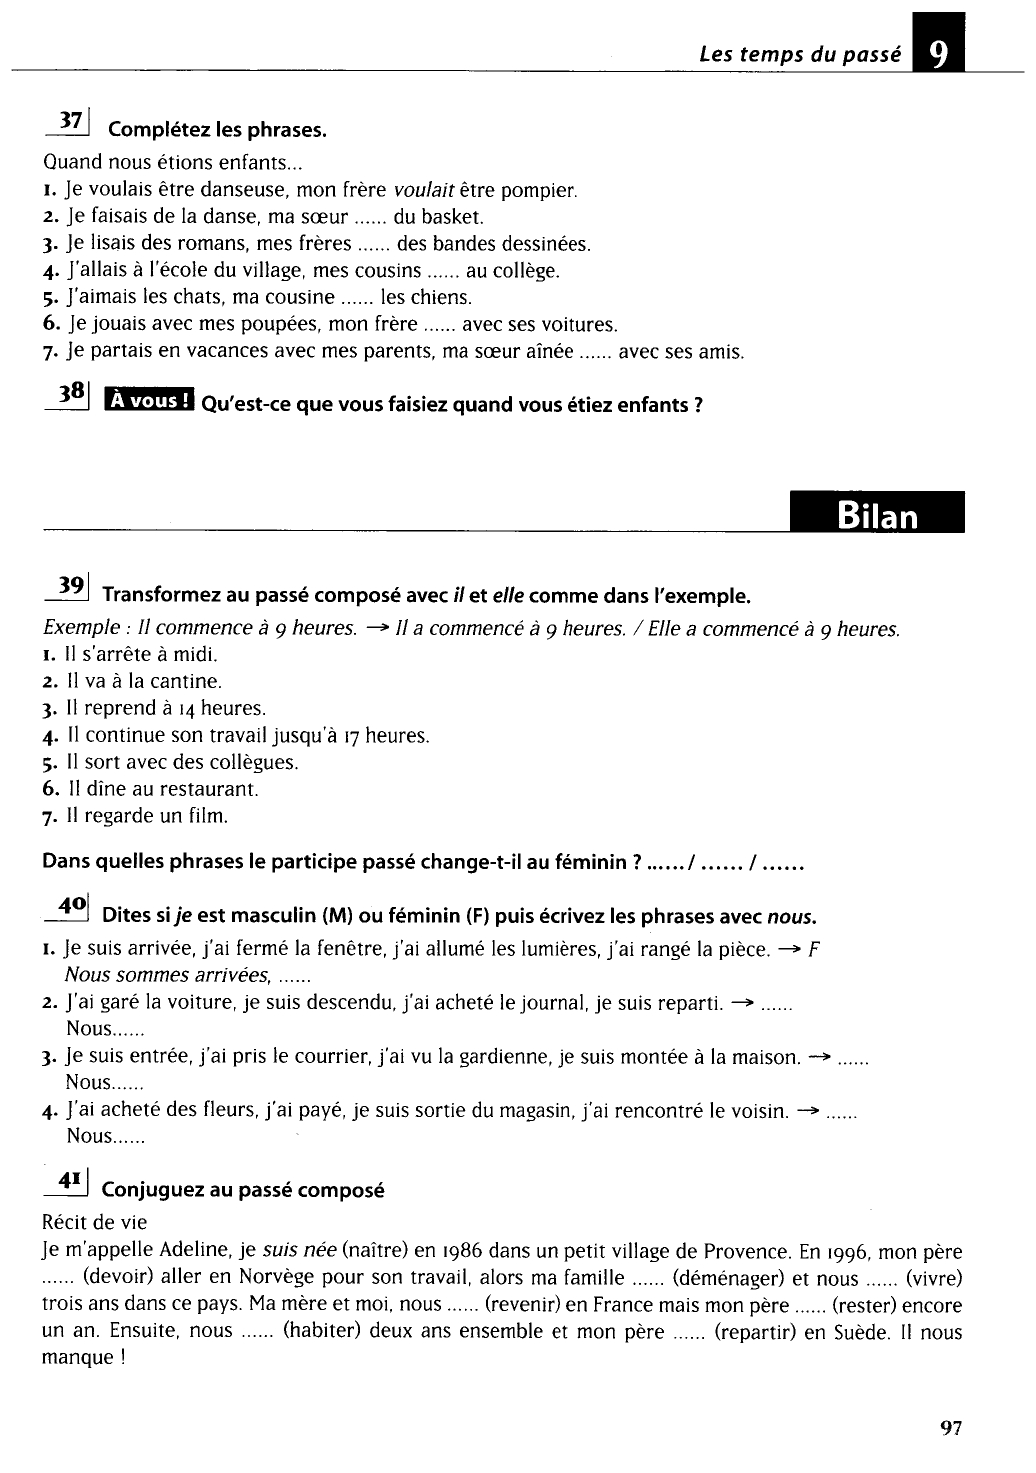 Les temps du passé 9
37 Complétez les phrases.
Quand nous étions enfants...
1. Je voulais être danseuse, mon frère voulait être pompier.
2. Je faisais de la danse, ma sœur ...... du basket.
3. Je lisais des romans, mes frères ...... des bandes dessinées.
4. J'allais à l'école du village, mes cousins ...... au collège.
5. J'aimais les chats, ma cousine ...... les chiens.
6. Je jouais avec mes poupées, mon frère ...... avec ses voitures.
7. Je partais en vacances avec mes parents, ma sœur aînée ...... avec ses amis.
38 À vous ! Qu'est-ce que vous faisiez quand vous étiez enfants ?
Bilan
39 Transformez au passé composé avec il et elle comme dans l'exemple.
Exemple : Il commence à 9 heures. → Il a commencé à 9 heures. / Elle a commencé à 9 heures.
1. Il s'arrête à midi.
2. Il va à la cantine.
3. Il reprend à 14 heures.
4. Il continue son travail jusqu'à 17 heures.
5. Il sort avec des collègues.
6. Il dîne au restaurant.
7. Il regarde un film.
Dans quelles phrases le participe passé change-t-il au féminin ? ...... / ...... / ......
40 Dites si je est masculin (M) ou féminin (F) puis écrivez les phrases avec nous.
1. Je suis arrivée, j'ai fermé la fenêtre, j'ai allumé les lumières, j'ai rangé la pièce. → F
Nous sommes arrivées, ......
2. J'ai garé la voiture, je suis descendu, j'ai acheté le journal, je suis reparti. → ......
Nous......
3. Je suis entrée, j'ai pris le courrier, j'ai vu la gardienne, je suis montée à la maison. → ......
Nous......
4. J'ai acheté des fleurs, j'ai payé, je suis sortie du magasin, j'ai rencontré le voisin. → ......
Nous......
41 Conjuguez au passé composé
Récit de vie
Je m'appelle Adeline, je suis née (naître) en 1986 dans un petit village de Provence. En 1996, mon père
...... (devoir) aller en Norvège pour son travail, alors ma famille ...... (déménager) et nous ...... (vivre)
trois ans dans ce pays. Ma mère et moi, nous ...... (revenir) en France mais mon père ...... (rester) encore
un an. Ensuite, nous ...... (habiter) deux ans ensemble et mon père ...... (repartir) en Suède. Il nous
manque !
97